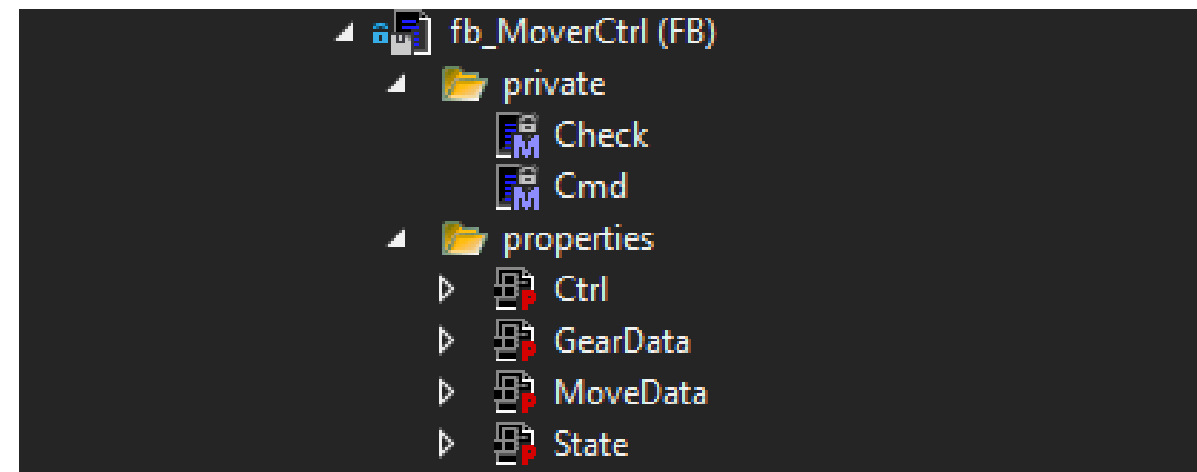 fb_MoverCtrl (FB)
private
Check
Cmd
properties
Ctrl
GearData
MoveData
State